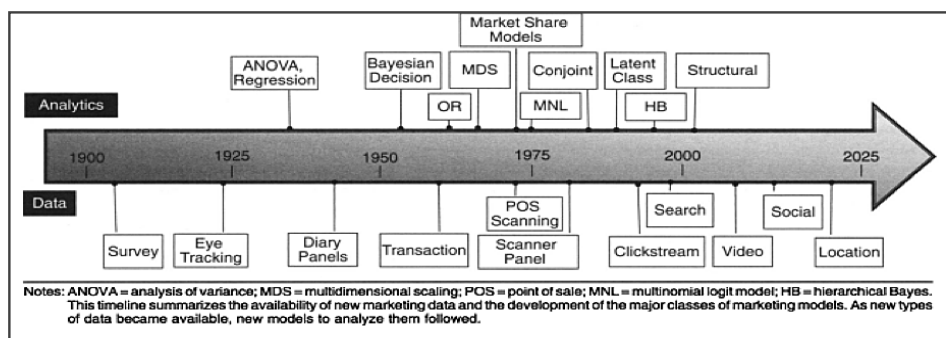 Market Share
Models
ANOVA,
Regression
Bayesian
Decision
MDS
Conjoint
Latent
Class
Structural
OR
MNL
HB
Analytics
1900
1925
1950
1975
2000
2025
Data
Survey
Eye
Tracking
Diary
Panels
Transaction
POS
Scanning
Scanner
Panel
Search
Clickstream
Video
Social
Location
Notes: ANOVA = analysis of variance; MDS = multidimensional scaling; POS = point of sale; MNL = multinomial logit model; HB = hierarchical Bayes.
This timeline summarizes the availability of new marketing data and the development of the major classes of marketing models. As new types
of data became available, new models to analyze them followed.